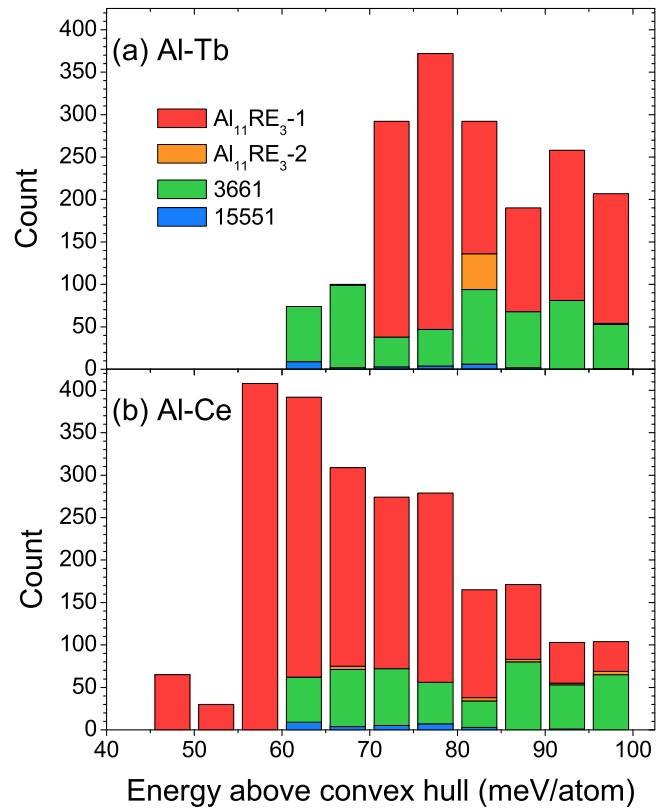 (a) Al-Tb
Al11RE3-1
Al11RE3-2
3661
15551
Count
400
350
300
250
200
150
100
50
0
(b) Al-Ce
Count
400
350
300
250
200
150
100
50
0
40 50 60 70 80 90 100
Energy above convex hull (meV/atom)